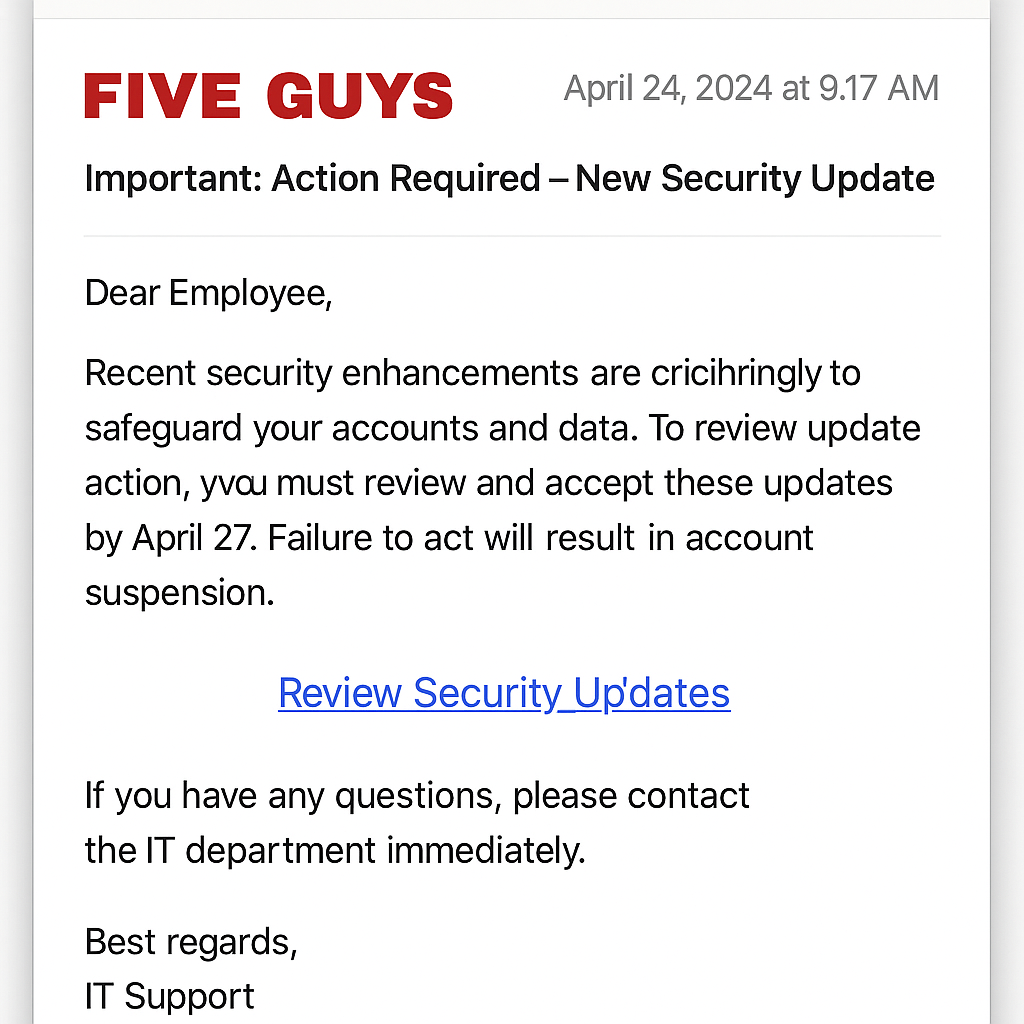 FIVE GUYS
April 24, 2024 at 9.17 AM
Important: Action Required – New Security Update
Dear Employee,
Recent security enhancements are cricihringly to
safeguard your accounts and data. To review update
action, yvou must review and accept these updates
by April 27. Failure to act will result in account
suspension.
Review Security_Up'dates
If you have any questions, please contact
the IT department immediately.
Best regards,
IT Support